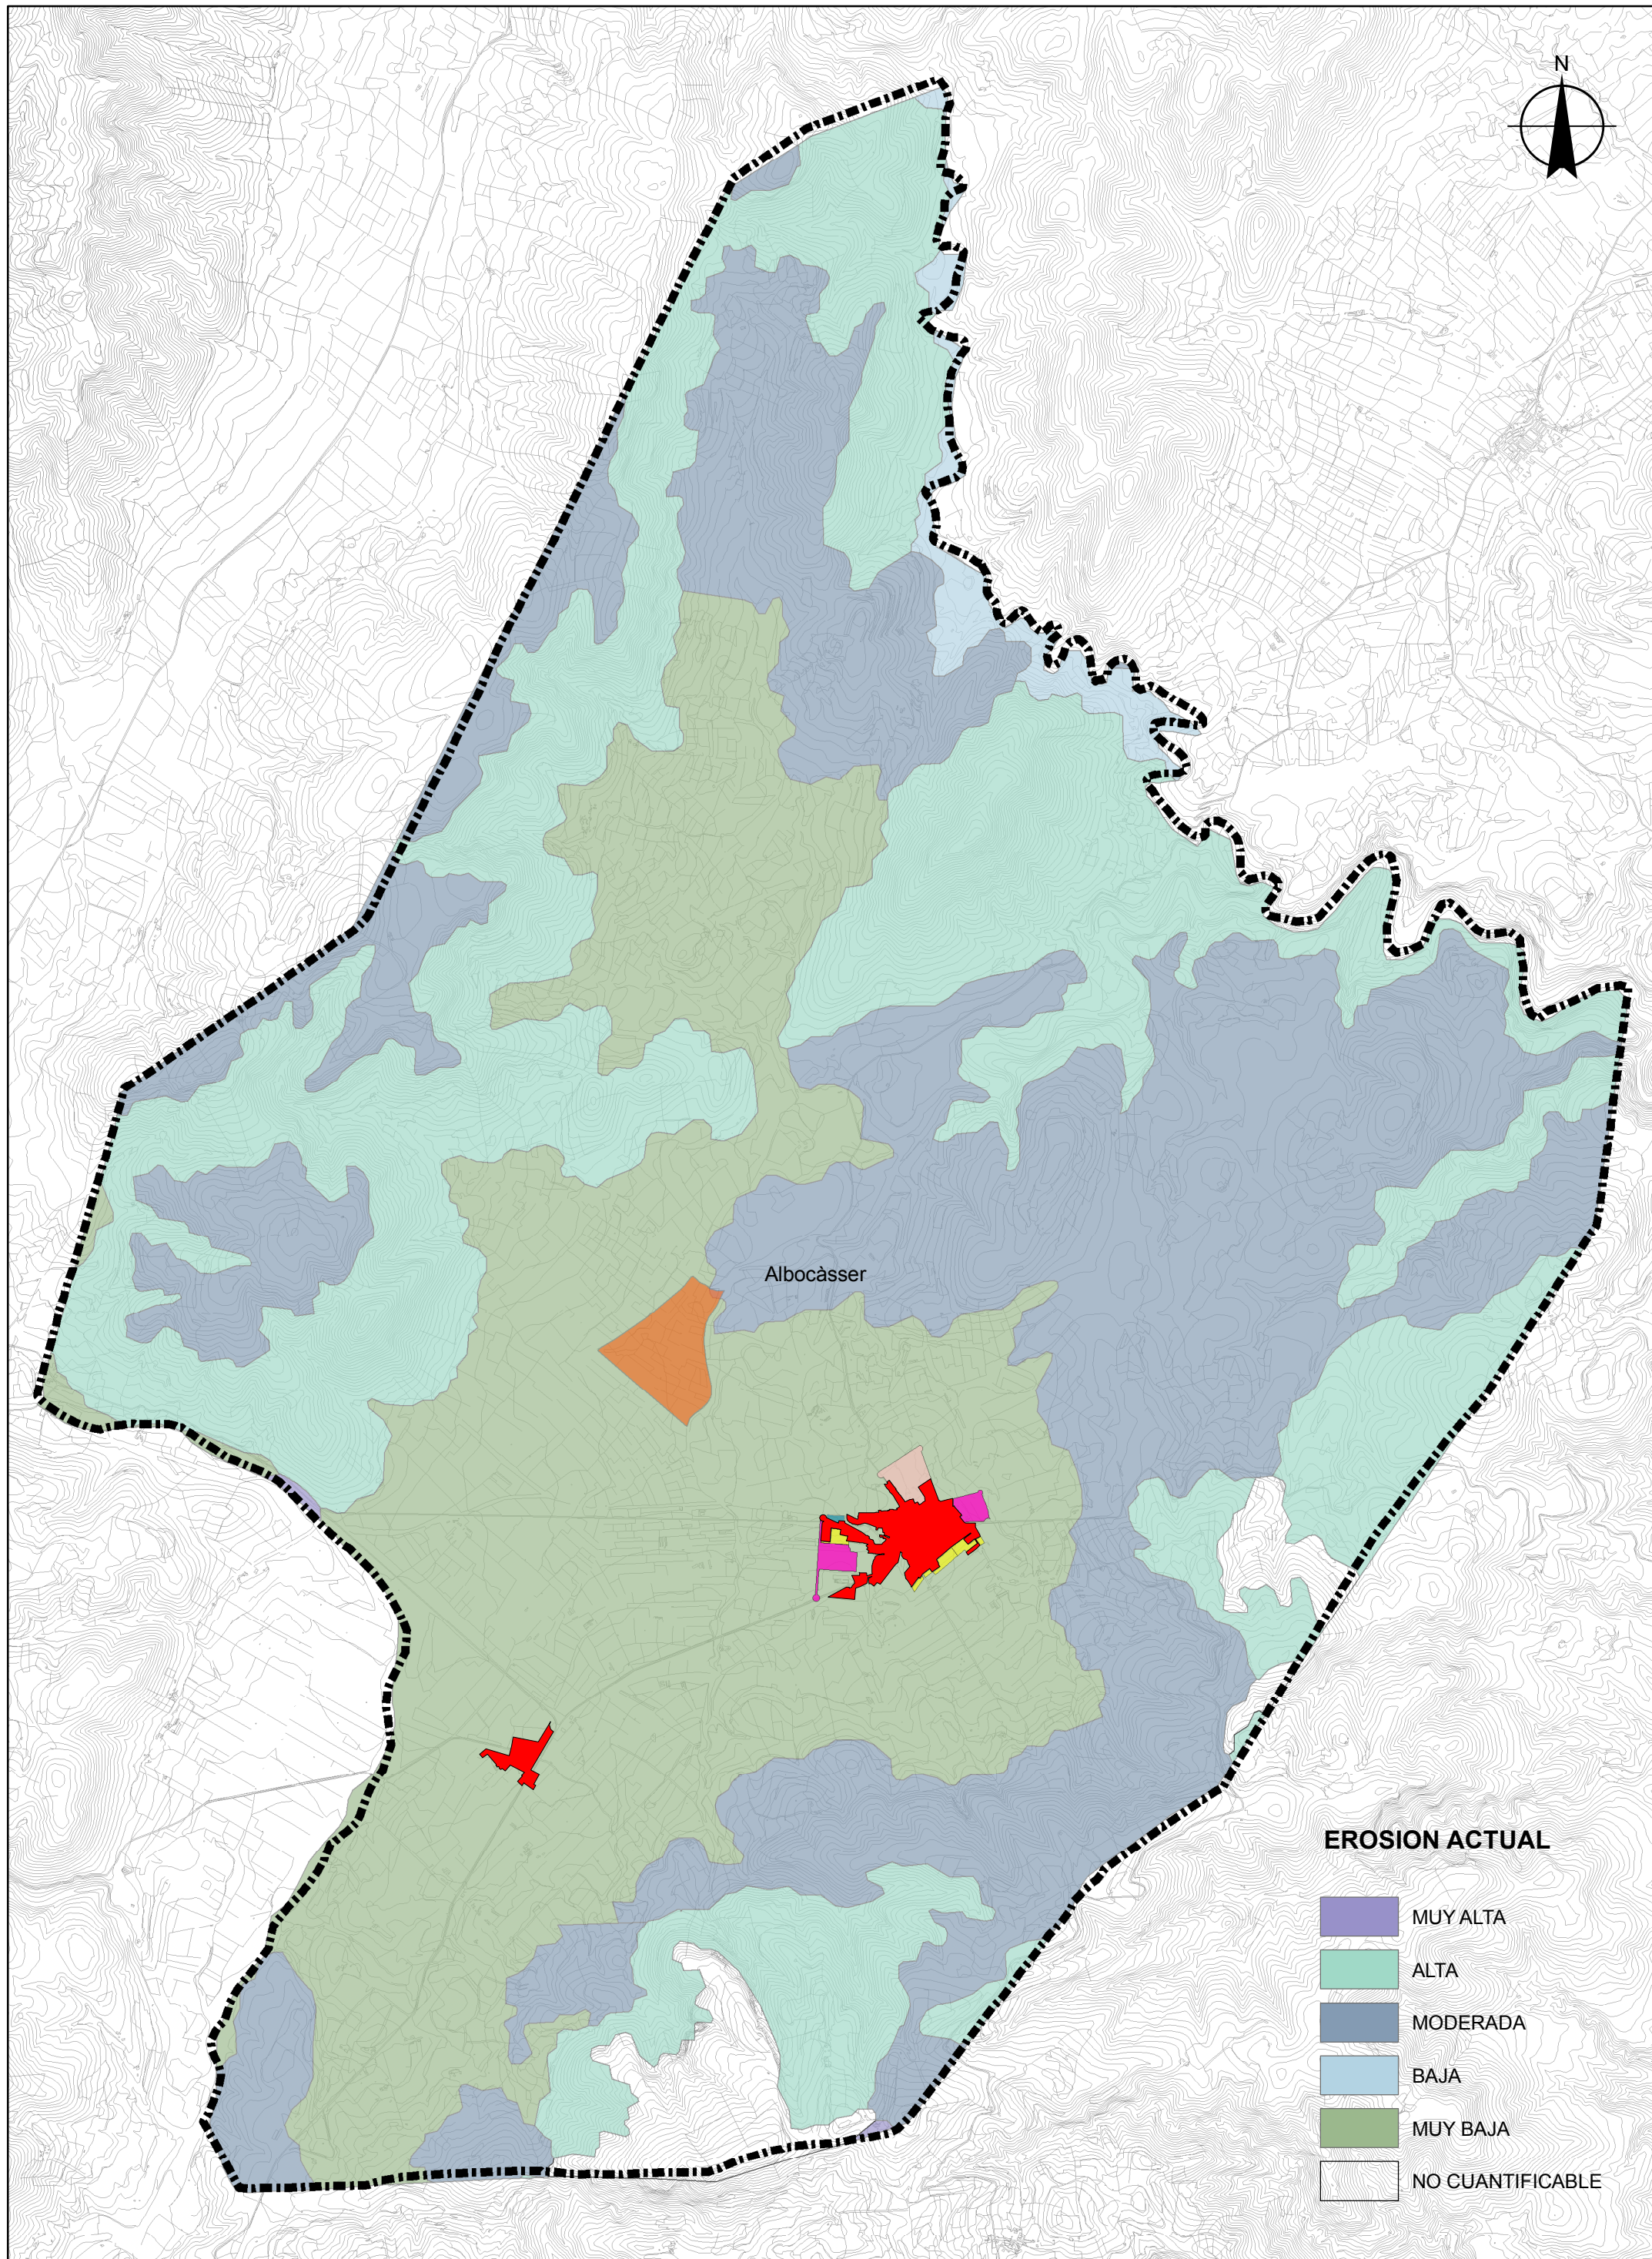 N
Albocàsser
EROSION ACTUAL
MUY ALTA
ALTA
MODERADA
BAJA
MUY BAJA
NO CUANTIFICABLE